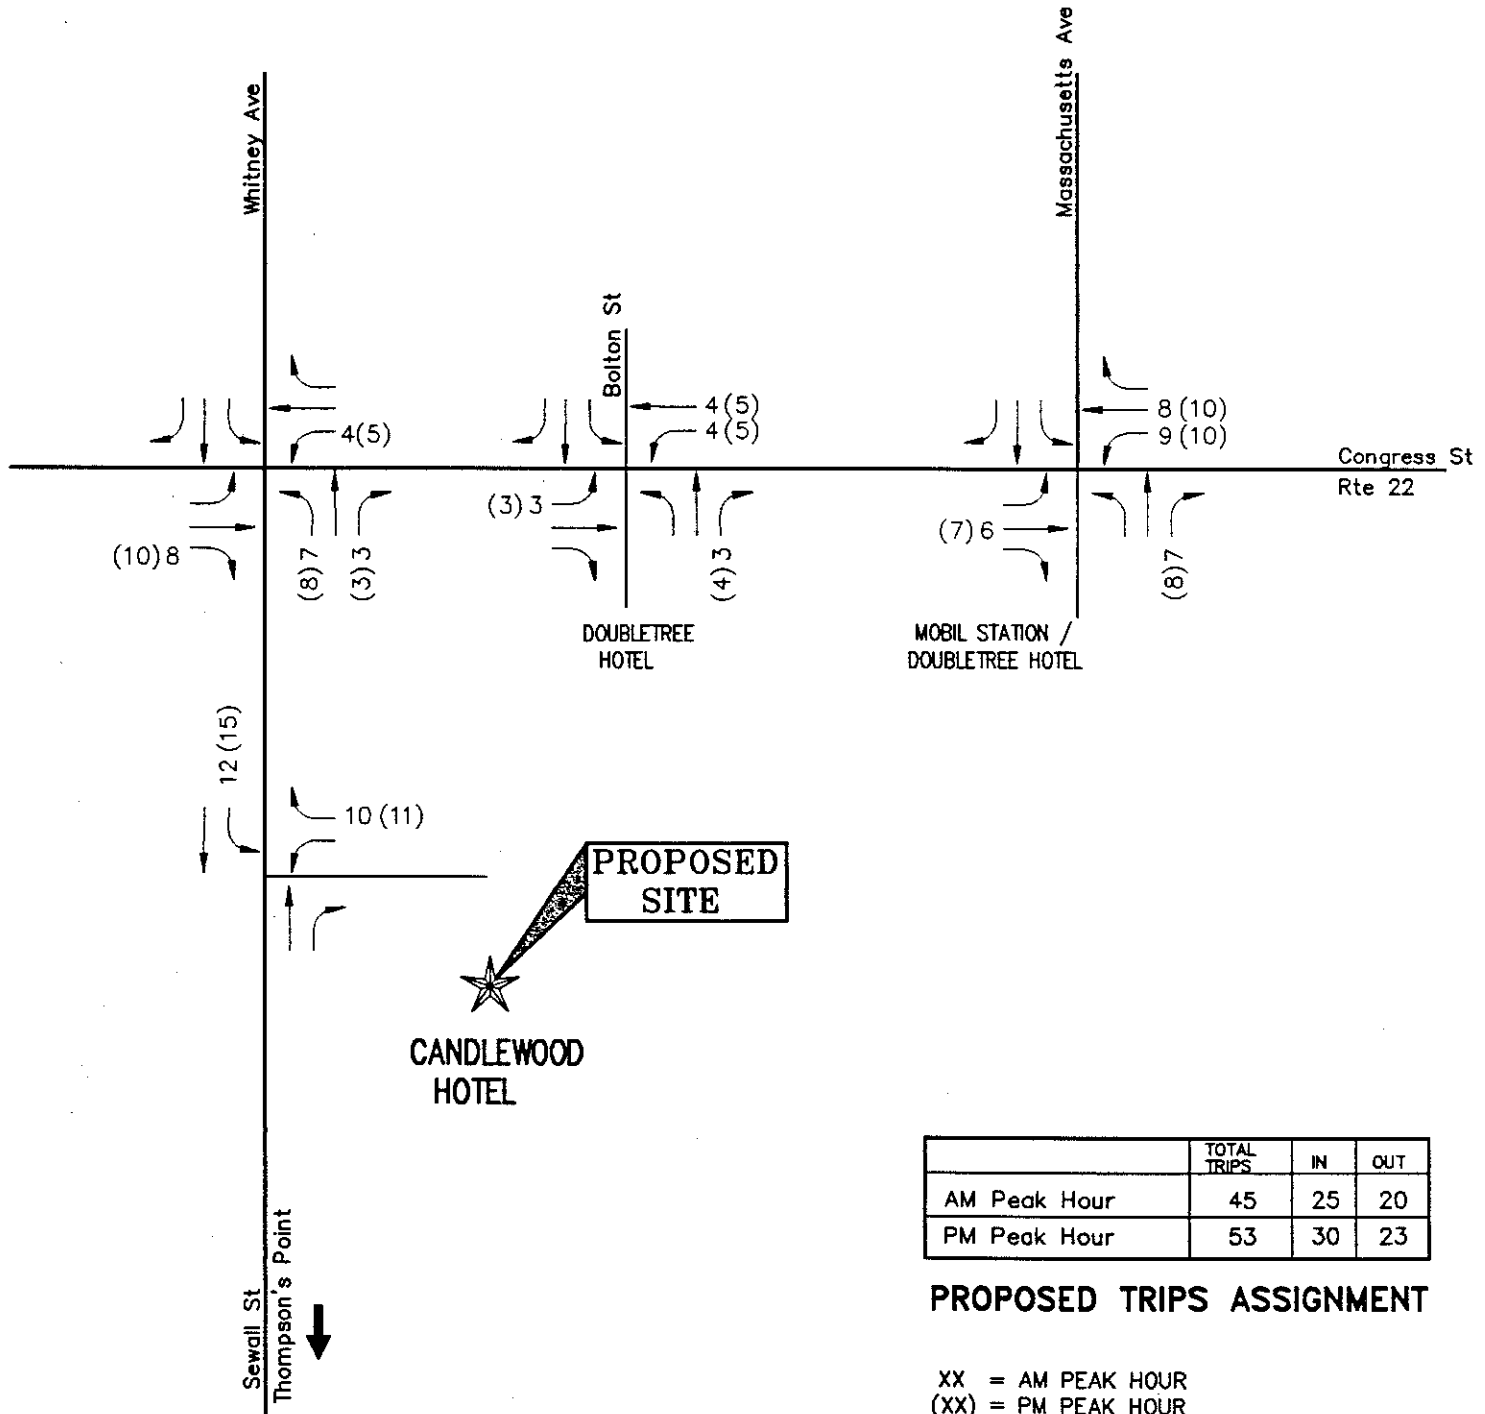 Massachusetts Ave
Whitney Ave
Bolton St
4(5)
4(5)
4(5)
8(10)
9(10)
Congress St
Rte 22
(10)8
(8)7
(3)3
(3)3
(4)3
(7)6
(8)7
DOUBLETREE
HOTEL
MOBIL STATION /
DOUBLETREE HOTEL
12(15)
10(11)
PROPOSED
SITE
CANDLEWOOD
HOTEL
TOTAL TRIPS IN OUT
AM Peak Hour 45 25 20
PM Peak Hour 53 30 23
PROPOSED TRIPS ASSIGNMENT
Sewall St
Thompson's Point
XX = AM PEAK HOUR
(XX) = PM PEAK HOUR